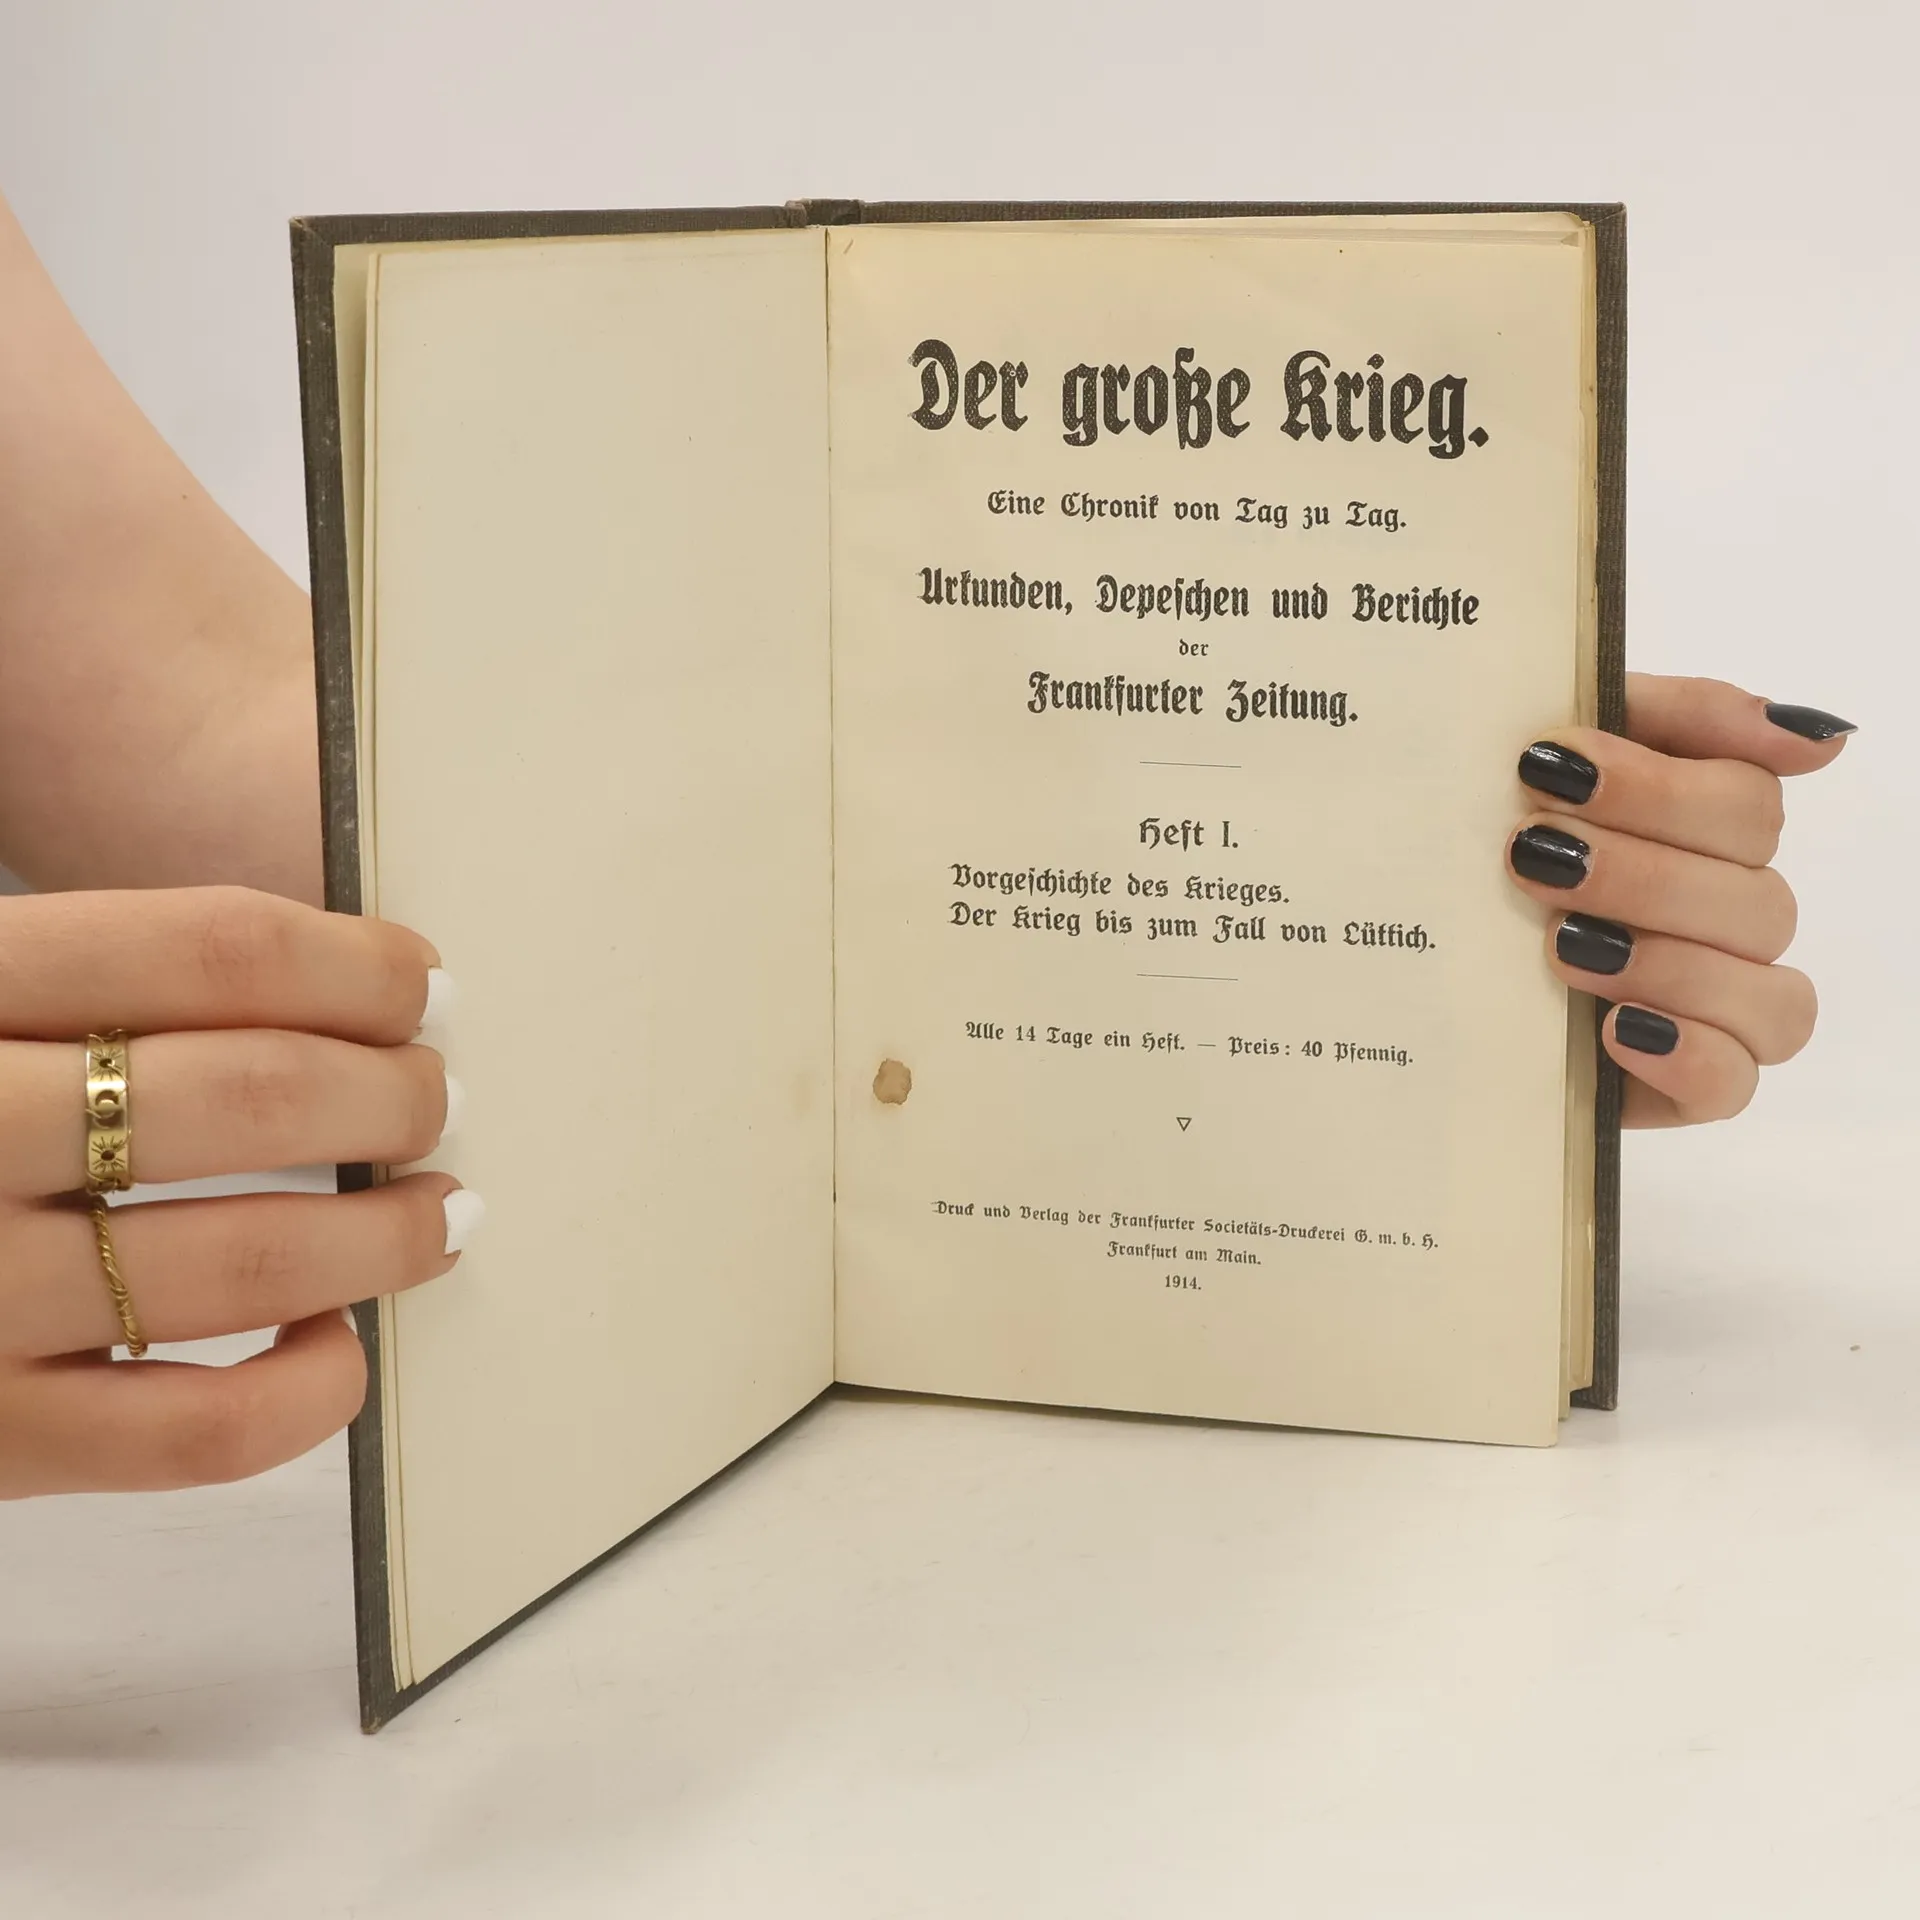 Der große Krieg.
Eine Chronik von Tag zu Tag.
Urkunden, Depeschen und Berichte
der
Frankfurter Zeitung.
Heft I.
Vorgeschichte des Krieges.
Der Krieg bis zum Fall von Lüttich.
Alle 14 Tage ein Heft. — Preis: 40 Pfennig.
Druck und Verlag der Frankfurter Societäts-Druckerei G. m. b. H.
Frankfurt am Main.
1914.